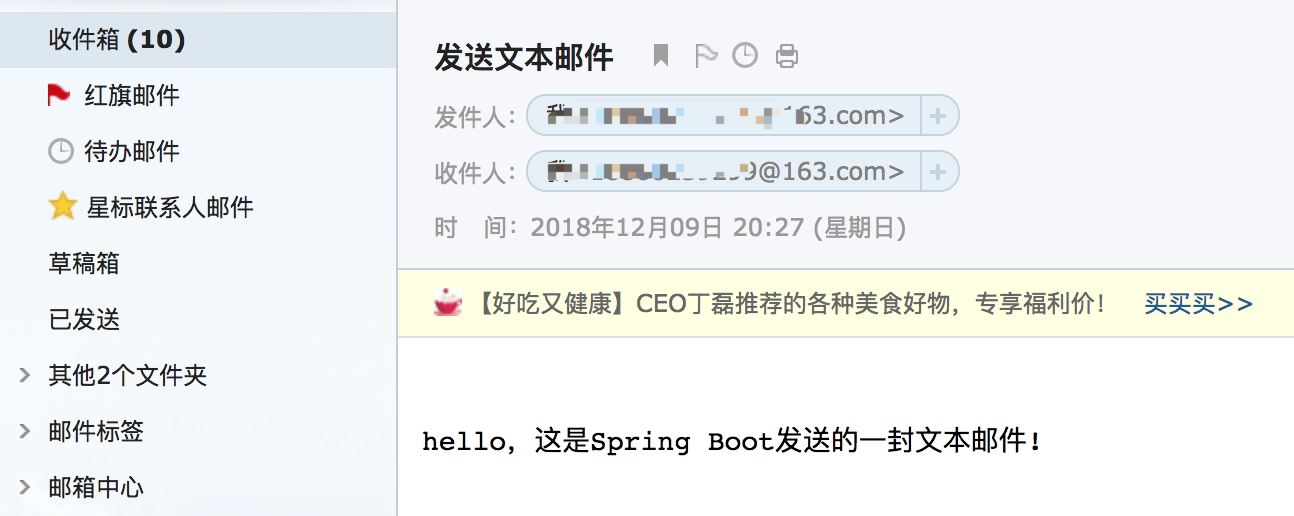 收件箱 (10)
红旗邮件
待办邮件
星标联系人邮件
草稿箱
已发送
其他2个文件夹
邮件标签
邮箱中心
发送文本邮件
发件人：163.com>
收件人：9@163.com>
时 间：2018年12月09日 20:27 (星期日)
【好吃又健康】CEO丁磊推荐的各种美食好物，专享福利价！ 买买买>>
hello，这是Spring Boot发送的一封文本邮件！